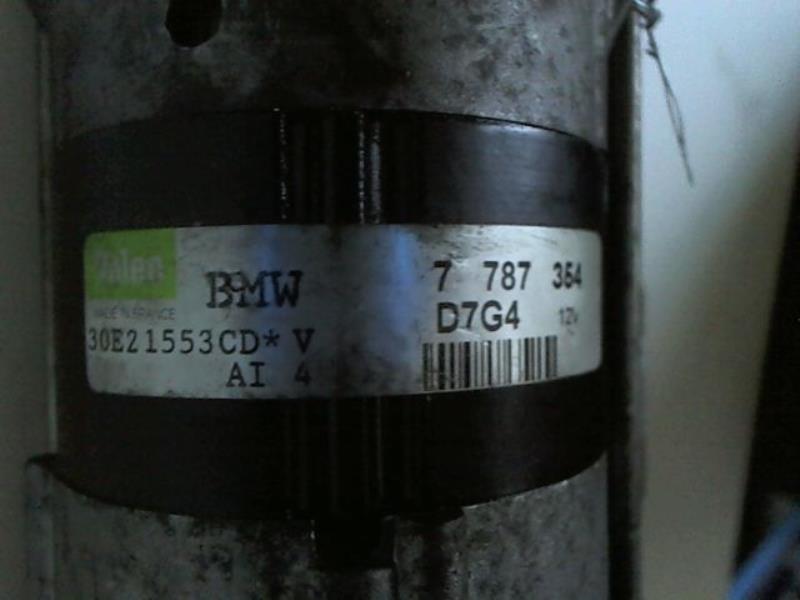 Valeo
MADE IN FRANCE
BMW
30E21553CD* V
AI 4
7 787 354
D7G4 12V